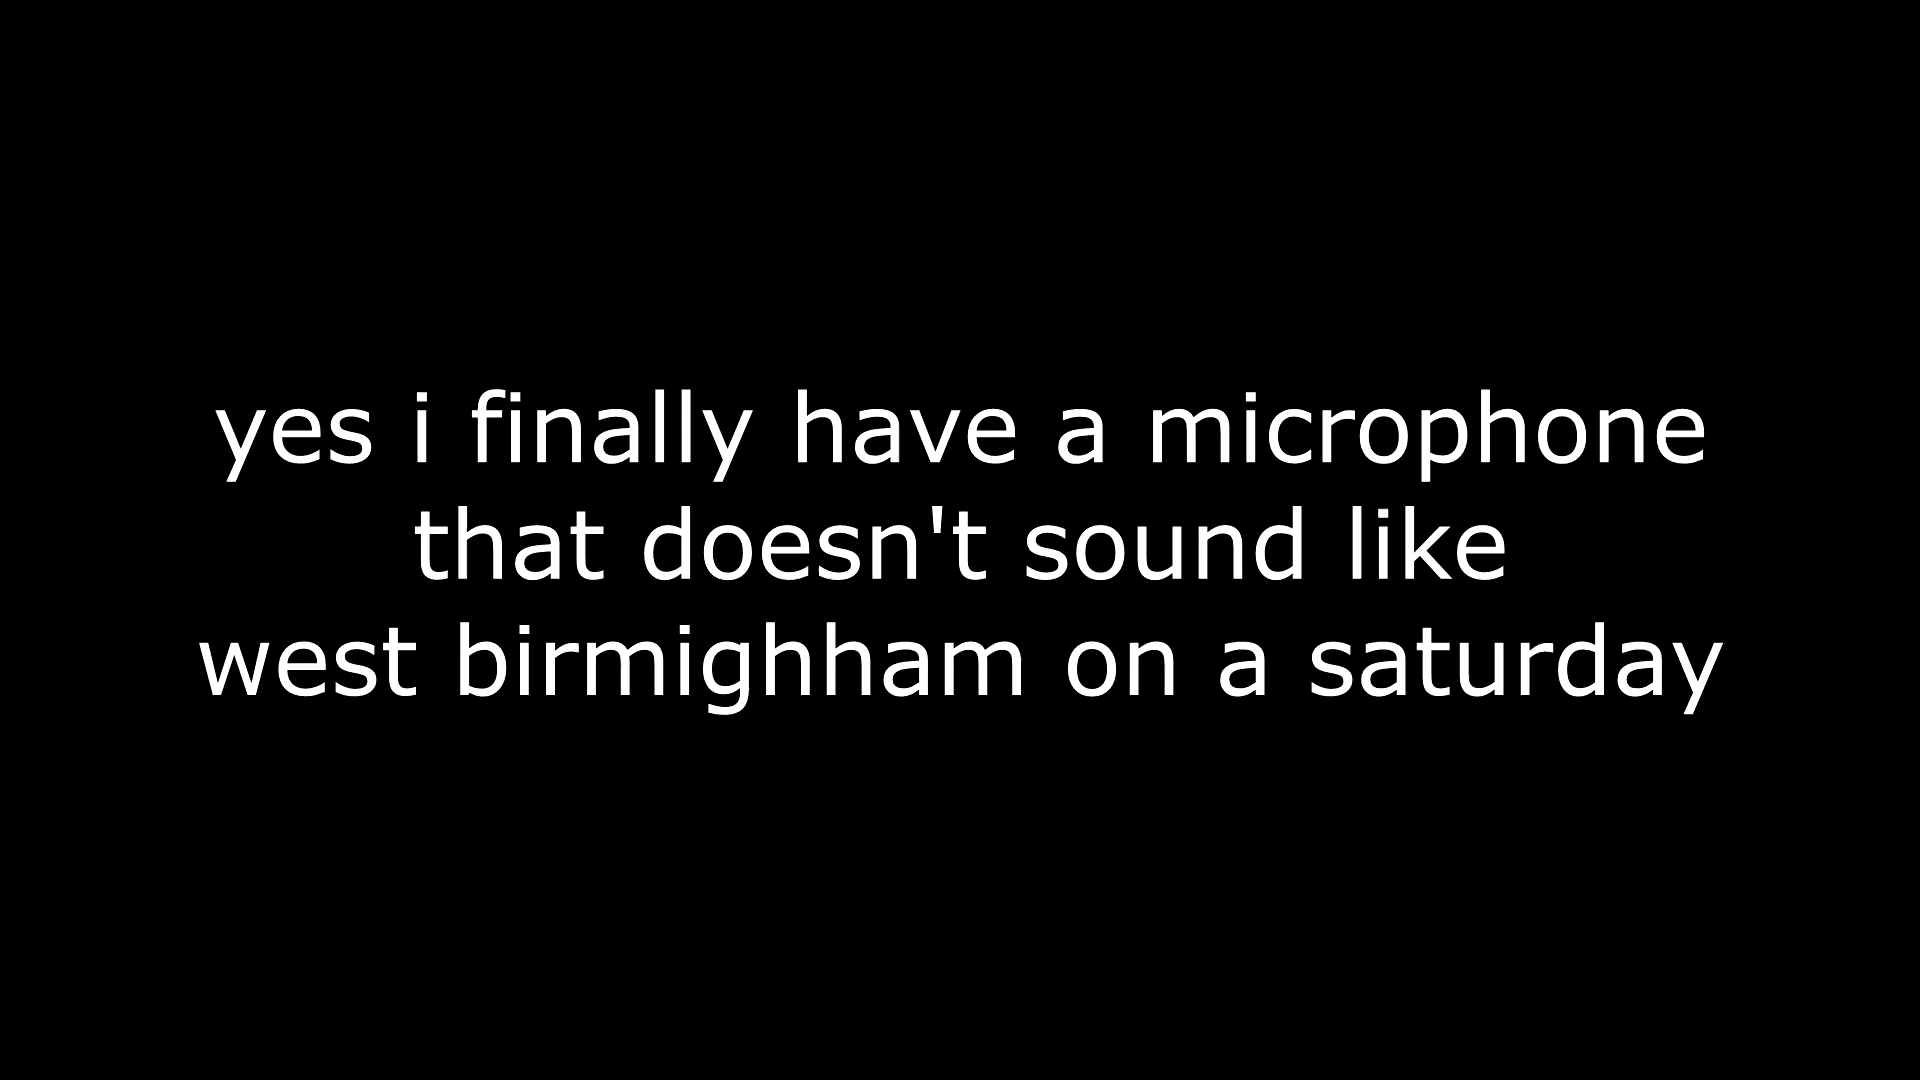 yes i finally have a microphone
that doesn't sound like
west birmighham on a saturday